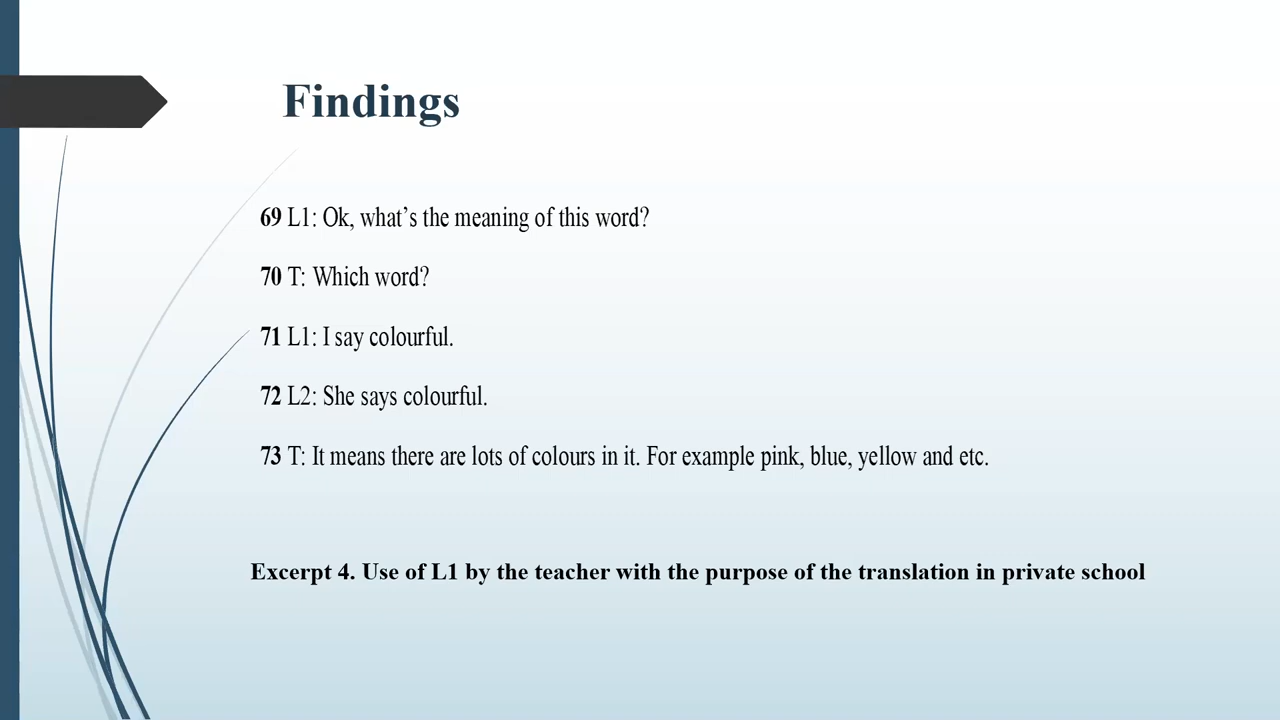 Findings
69 L1: Ok, what’s the meaning of this word?
70 T: Which word?
71 L1: I say colourful.
72 L2: She says colourful.
73 T: It means there are lots of colours in it. For example pink, blue, yellow and etc.
Excerpt 4. Use of L1 by the teacher with the purpose of the translation in private school